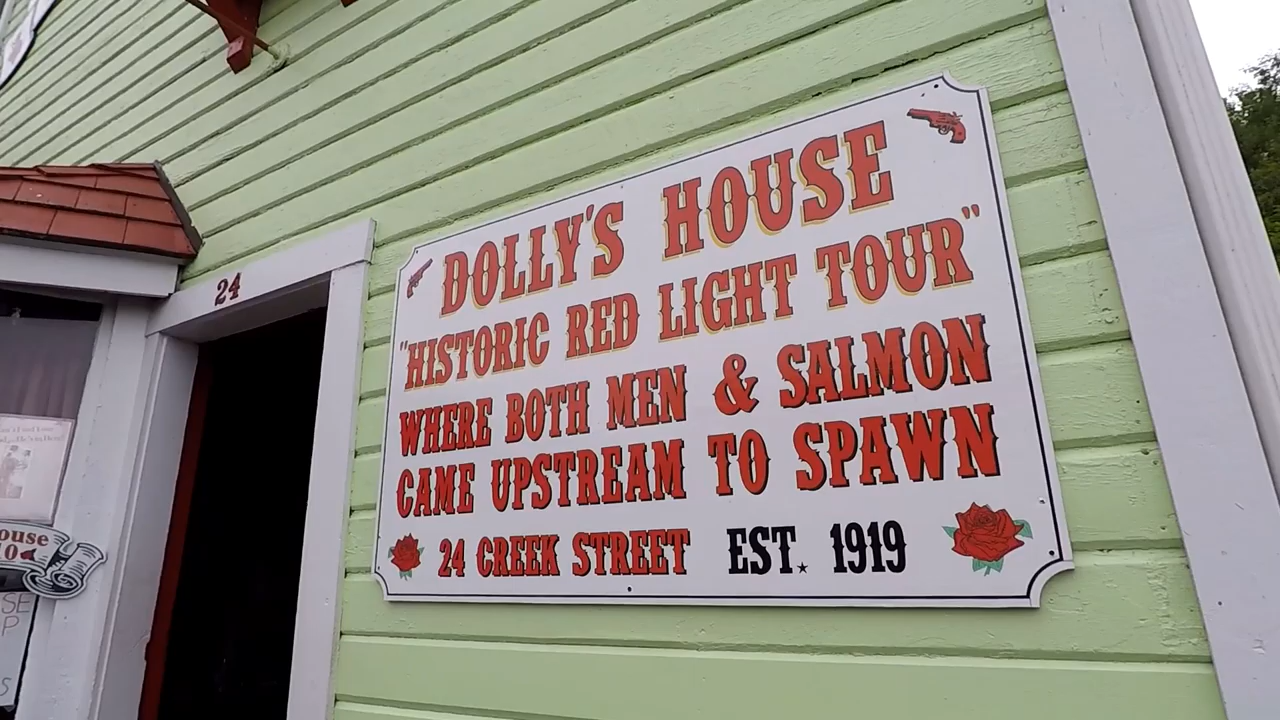 24
DOLLY'S HOUSE
"HISTORIC RED LIGHT TOUR"
WHERE BOTH MEN & SALMON
CAME UPSTREAM TO SPAWN
24 CREEK STREET EST. 1919